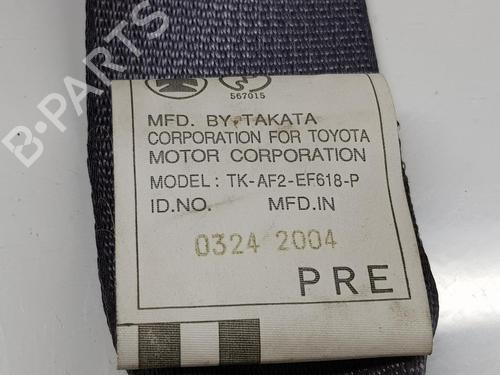 567015
MFD. BY.TAKATA
CORPORATION FOR TOYOTA
MOTOR CORPORATION
MODEL: TK-AF2-EF618-P
ID.NO. MFD.IN
0324 2004
PRE
B-PARTS